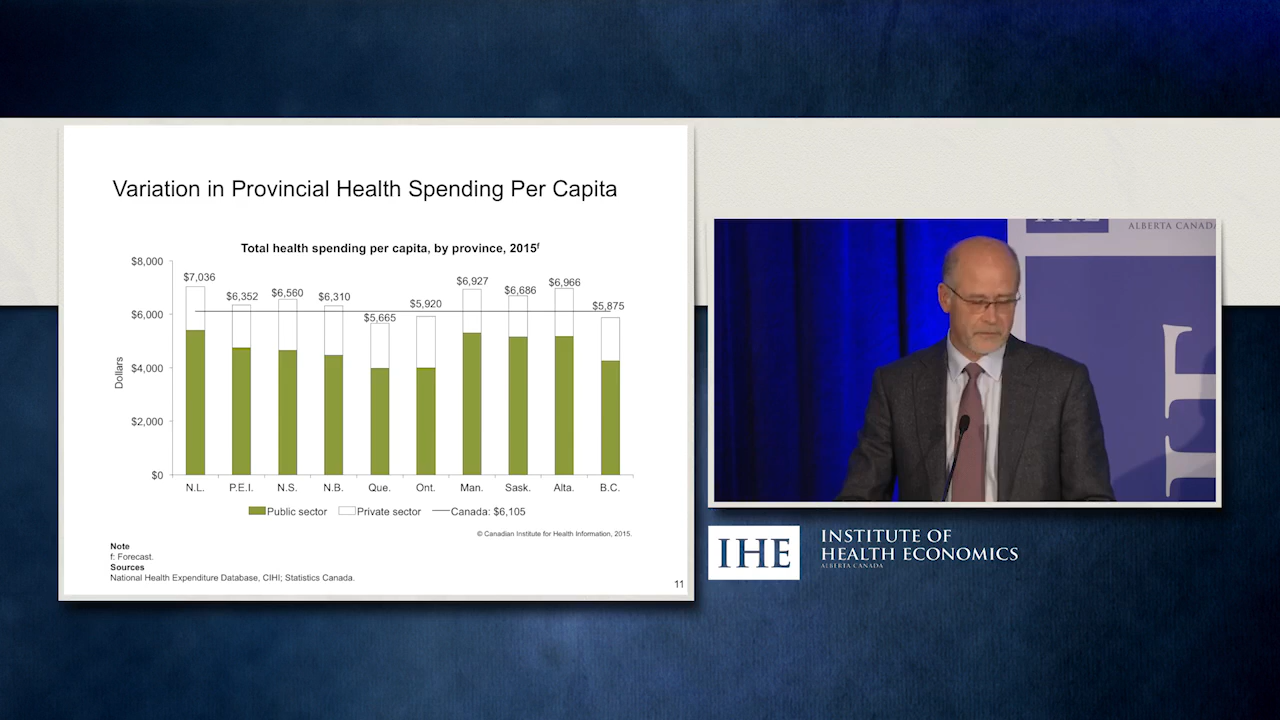 Variation in Provincial Health Spending Per Capita
Total health spending per capita, by province, 2015f
$8,000
$6,000
$4,000
$2,000
$0
Dollars
$7,036
$6,352
$6,560
$6,310
$5,665
$5,920
$6,927
$6,686
$6,966
$5,875
N.L. P.E.I. N.S. N.B. Que. Ont. Man. Sask. Alta. B.C.
Public sector Private sector Canada: $6,105
© Canadian Institute for Health Information, 2015.
Note
f: Forecast.
Sources
National Health Expenditure Database, CIHI; Statistics Canada.
11
ALBERTA CANADA
IHE
INSTITUTE OF
HEALTH ECONOMICS
ALBERTA CANADA